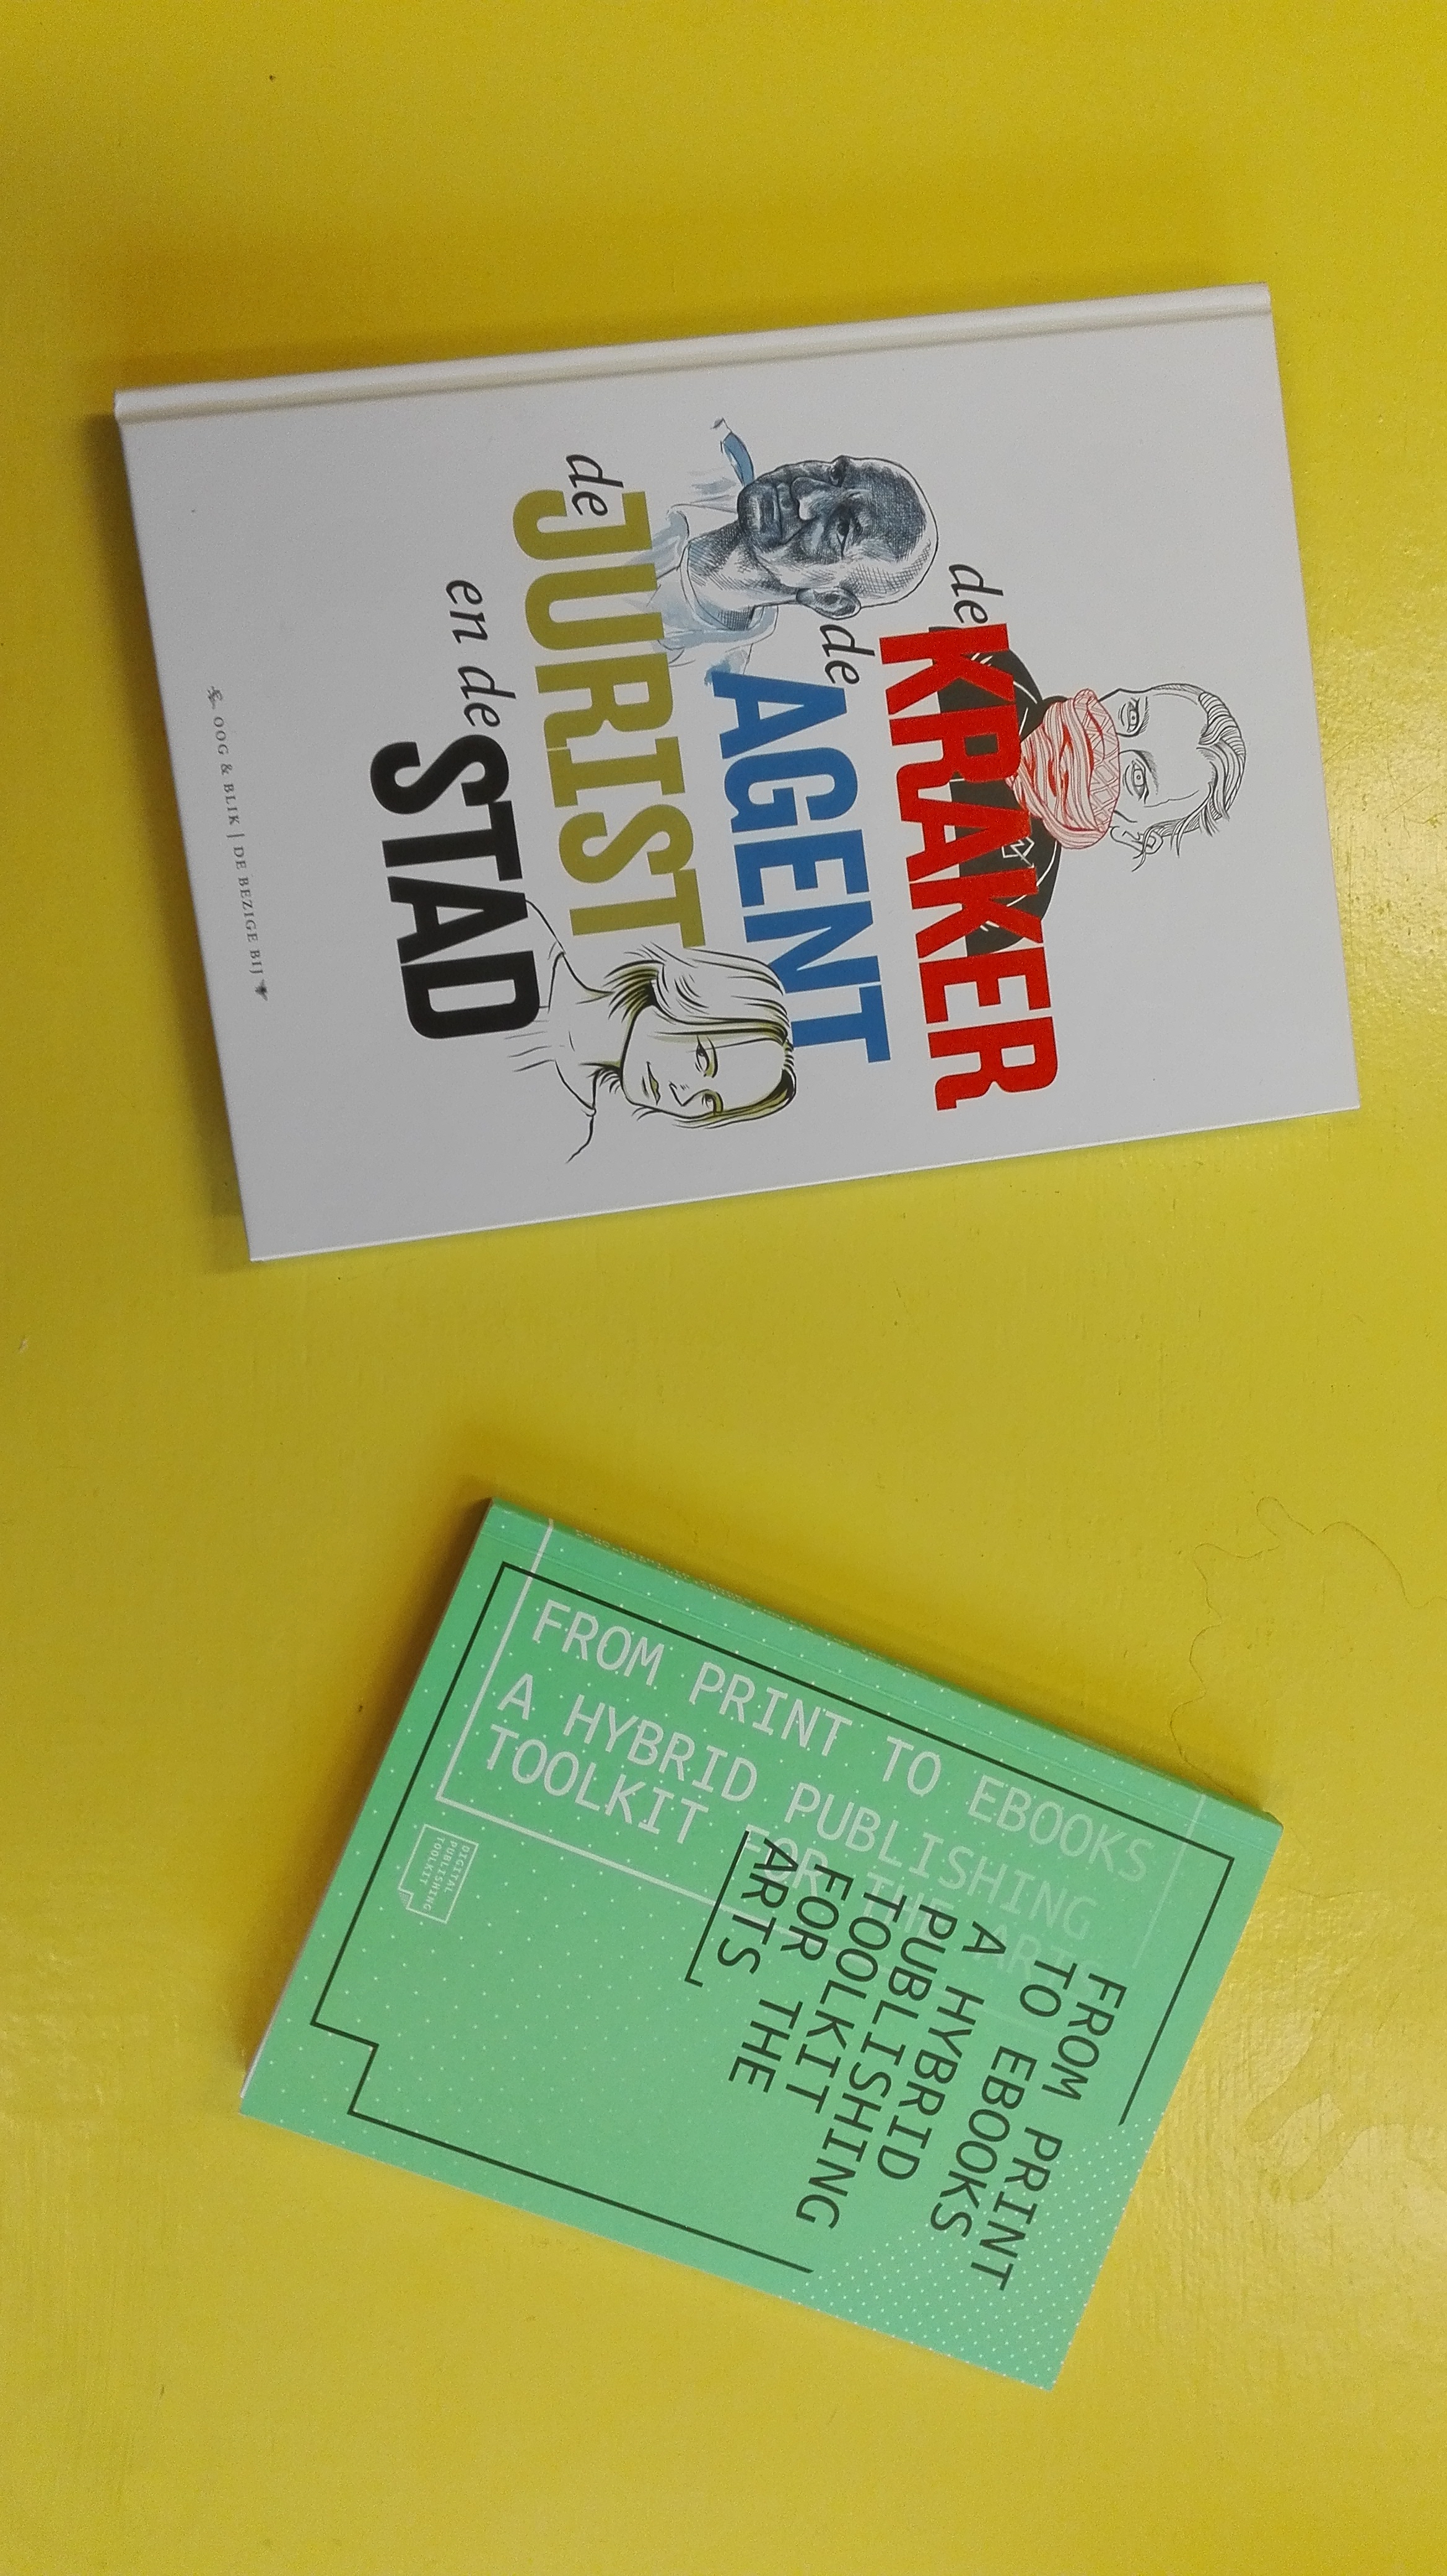 de KRAKER
de AGENT
de JURIST
en de STAD
OOG & BLIK | DE BEZIGE BIJ
FROM PRINT TO EBOOKS
A HYBRID PUBLISHING
TOOLKIT FOR THE ARTS
DIGITAL
PUBLISHING
TOOLKIT
FROM PRINT
TO EBOOKS
A HYBRID
PUBLISHING
TOOLKIT
FOR THE
ARTS